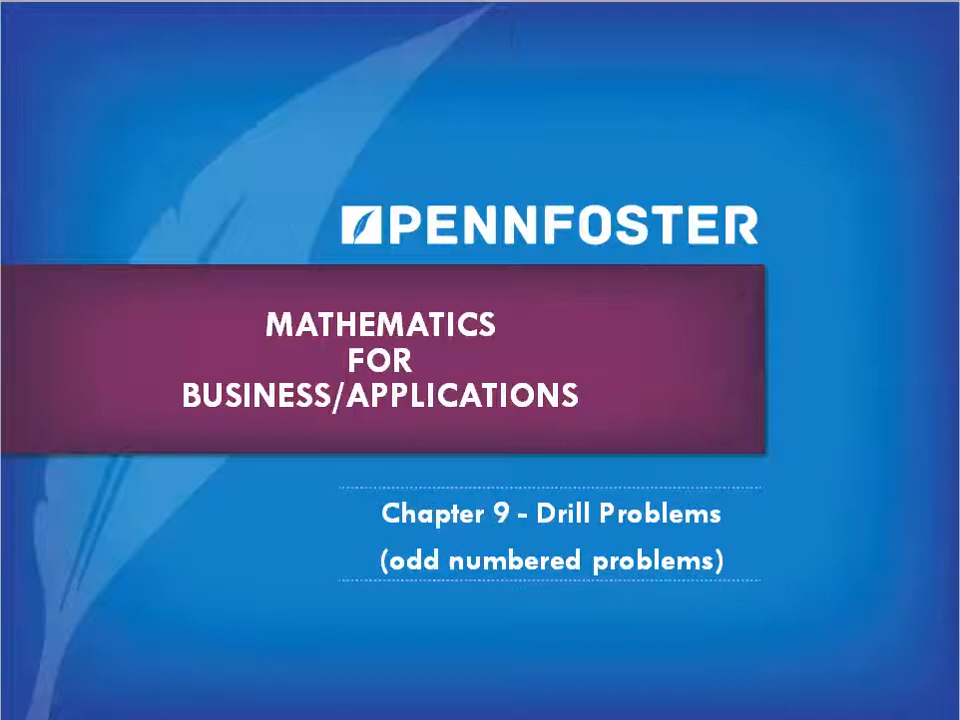 PENNFOSTER
MATHEMATICS
FOR
BUSINESS/APPLICATIONS
Chapter 9 - Drill Problems
(odd numbered problems)